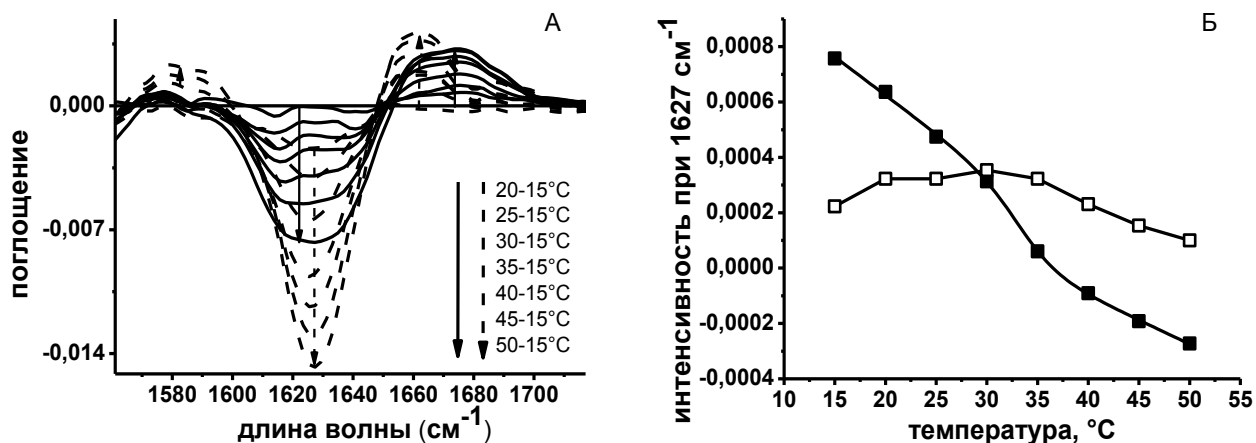 А
поглощение
0,000
-0,007
-0,014
20-15°C
25-15°C
30-15°C
35-15°C
40-15°C
45-15°C
50-15°C
1580 1600 1620 1640 1660 1680 1700
длина волны (см-1)
Б
интенсивность при 1627 см-1
0,0008
0,0006
0,0004
0,0002
0,0000
-0,0002
-0,0004
10 15 20 25 30 35 40 45 50 55
температура, °C